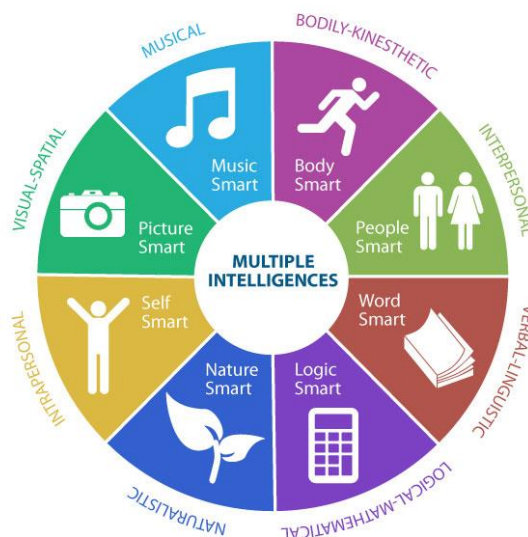 MUSICAL
BODILY-KINESTHETIC
VISUAL-SPATIAL
INTERPERSONAL
Music
Smart
Body
Smart
Picture
Smart
People
Smart
MULTIPLE
INTELLIGENCES
Self
Smart
Word
Smart
Nature
Smart
Logic
Smart
INTRAPERSONAL
VERBAL-LINGUISTIC
NATURALISTIC
LOGICAL-MATHEMATICAL